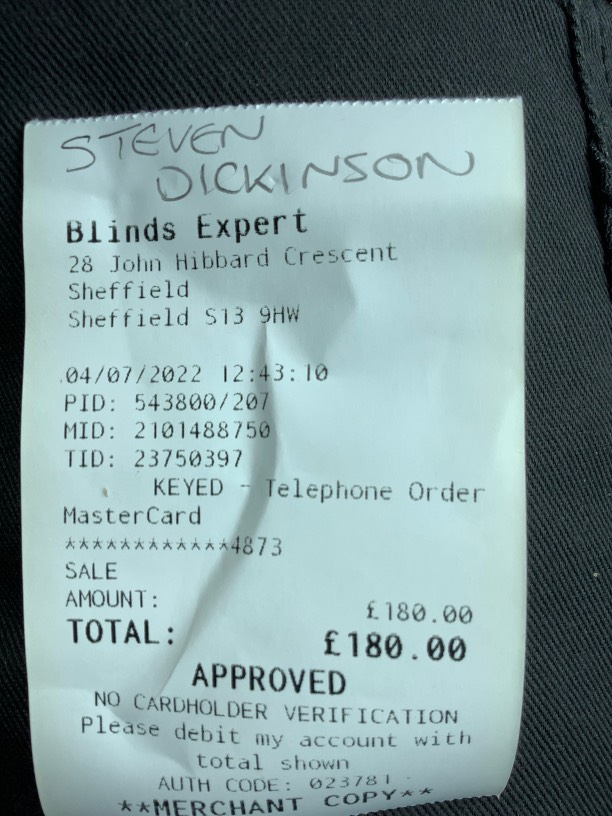 STEVEN
DICKINSON
Blinds Expert
28 John Hibbard Crescent
Sheffield
Sheffield S13 9HW
04/07/2022 12:43:10
PID: 543800/207
MID: 2101488750
TID: 23750397
KEYED - Telephone Order
MasterCard
************4873
SALE
AMOUNT: £180.00
TOTAL: £180.00
APPROVED
NO CARDHOLDER VERIFICATION
Please debit my account with
total shown
AUTH CODE: 023781
**MERCHANT COPY**